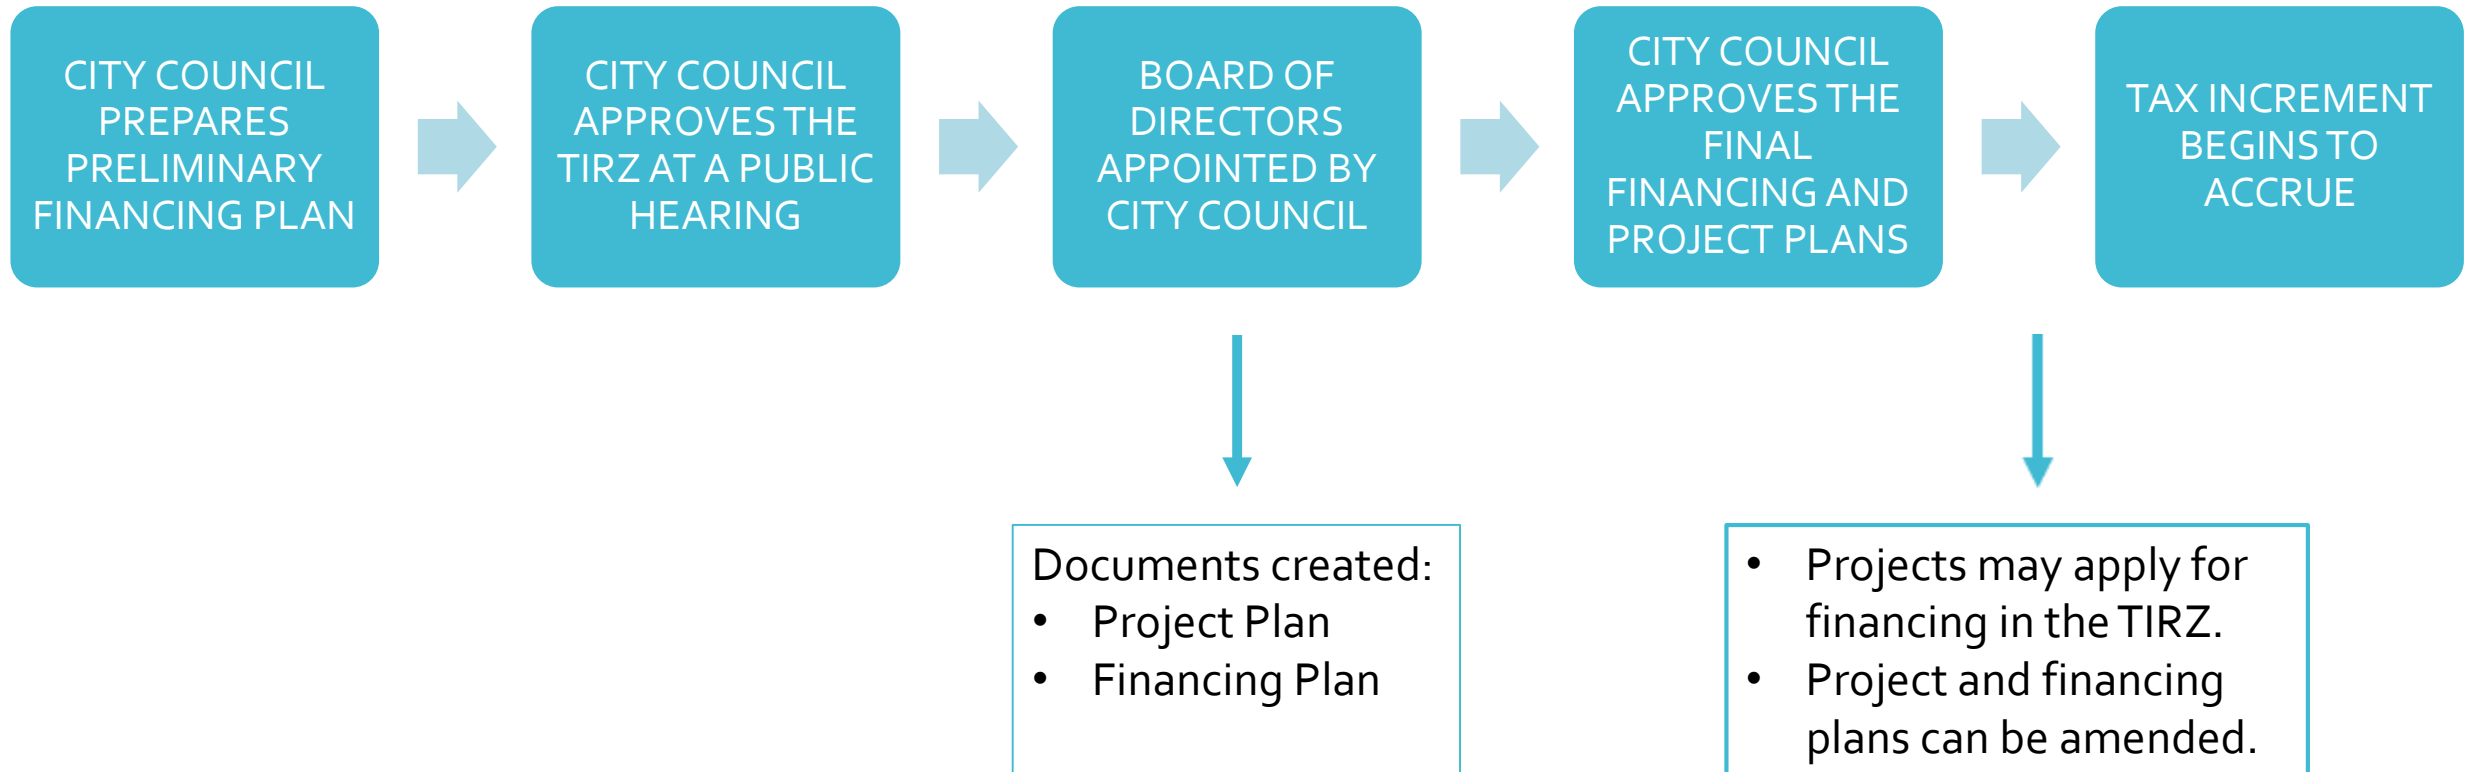 CITY COUNCIL
PREPARES
PRELIMINARY
FINANCING PLAN
CITY COUNCIL
APPROVES THE
TIRZ AT A PUBLIC
HEARING
BOARD OF
DIRECTORS
APPOINTED BY
CITY COUNCIL
CITY COUNCIL
APPROVES THE
FINAL
FINANCING AND
PROJECT PLANS
TAX INCREMENT
BEGINS TO
ACCRUE
Documents created:
• Project Plan
• Financing Plan
• Projects may apply for
financing in the TIRZ.
• Project and financing
plans can be amended.